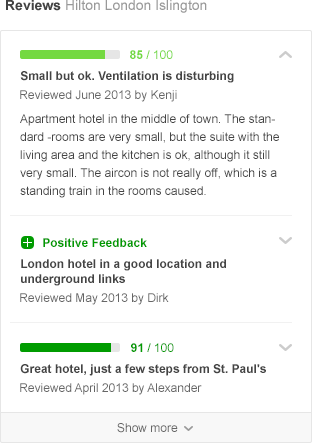 Reviews Hilton London Islington
85 / 100
Small but ok. Ventilation is disturbing
Reviewed June 2013 by Kenji
Apartment hotel in the middle of town. The stan-
dard -rooms are very small, but the suite with the
living area and the kitchen is ok, although it still
very small. The aircon is not really off, which is a
standing train in the rooms caused.
Positive Feedback
London hotel in a good location and
underground links
Reviewed May 2013 by Dirk
91 / 100
Great hotel, just a few steps from St. Paul's
Reviewed April 2013 by Alexander
Show more